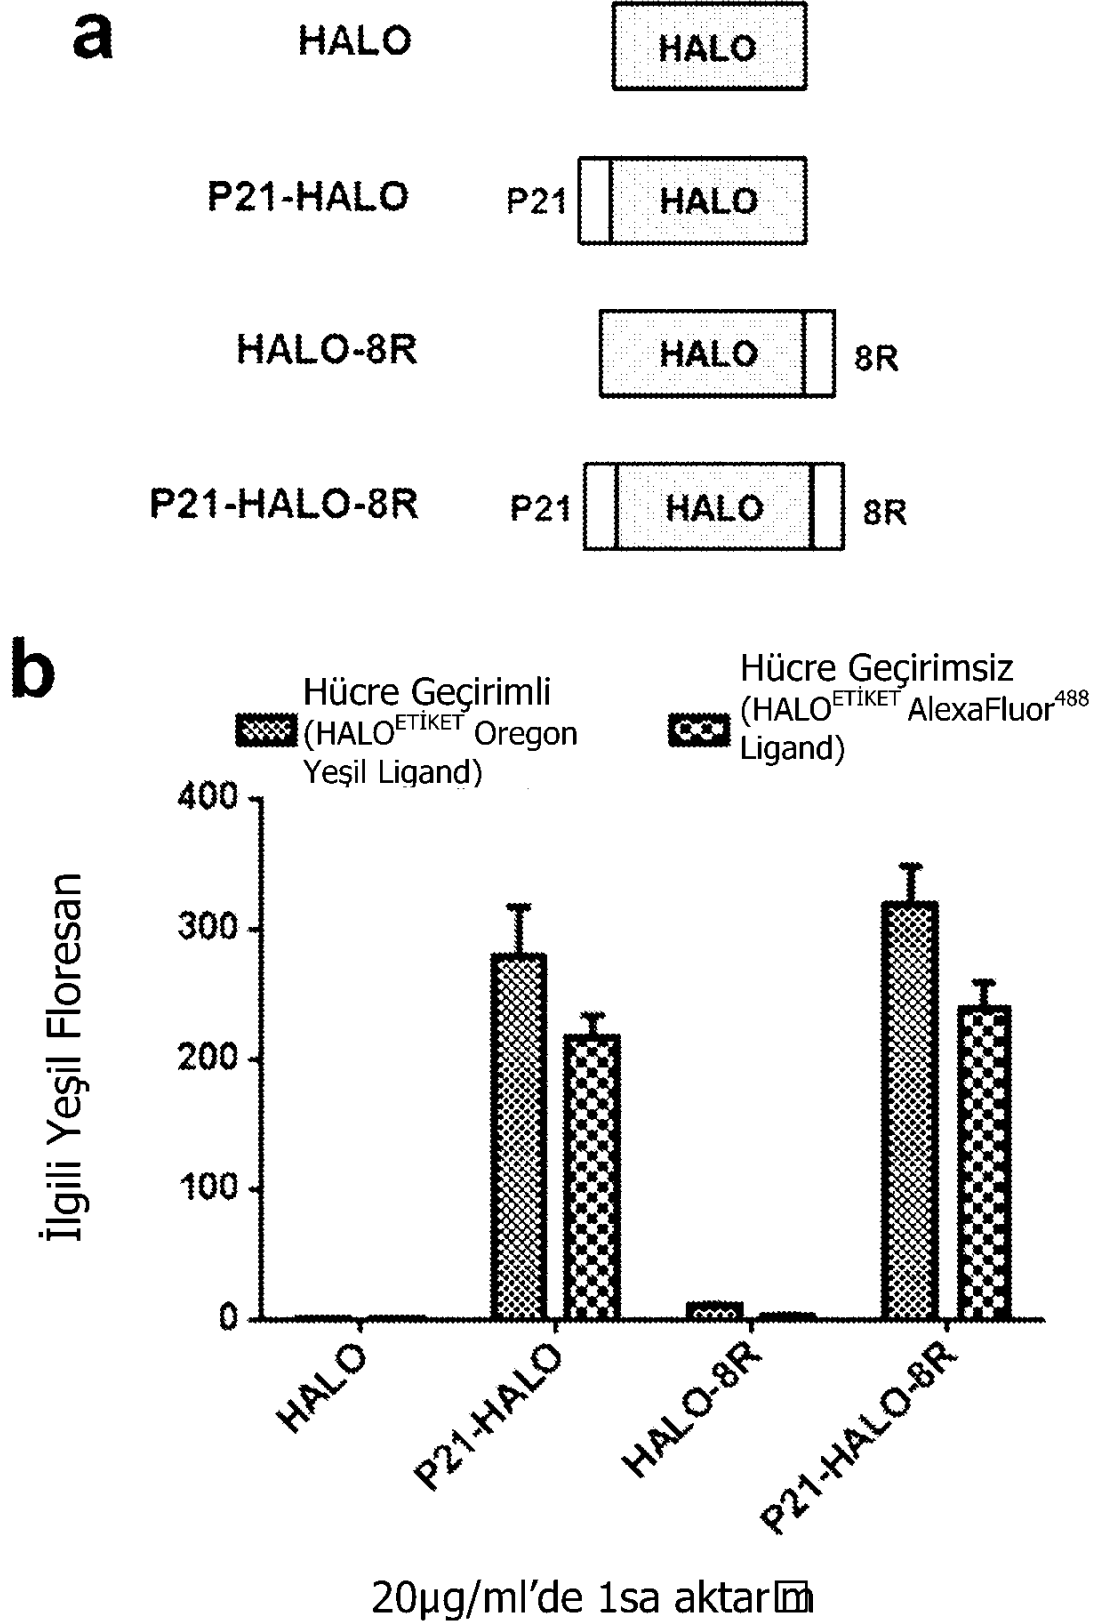 a
HALO HALO
P21-HALO P21 HALO
HALO-8R HALO 8R
P21-HALO-8R P21 HALO 8R
b
Hücre Geçirimli
(HALOETİKET Oregon
Yeşil Ligand)
Hücre Geçirimsiz
(HALOETİKET AlexaFluor488
Ligand)
İlgili Yeşil Floresan
400
300
200
100
0
HALO
P21-HALO
HALO-8R
P21-HALO-8R
20µg/ml’de 1sa aktar□m